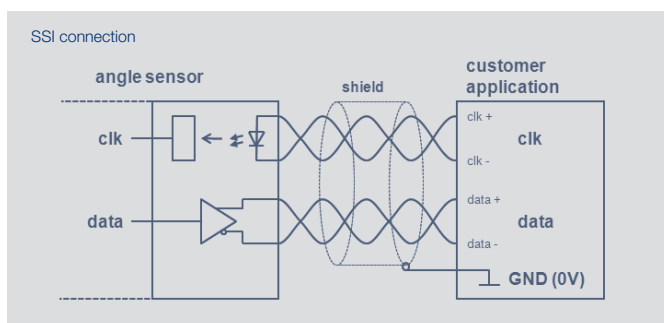 SSI connection
angle sensor
shield
customer
application
clk
clk +
clk
clk -
data
data +
data
data -
GND (0V)